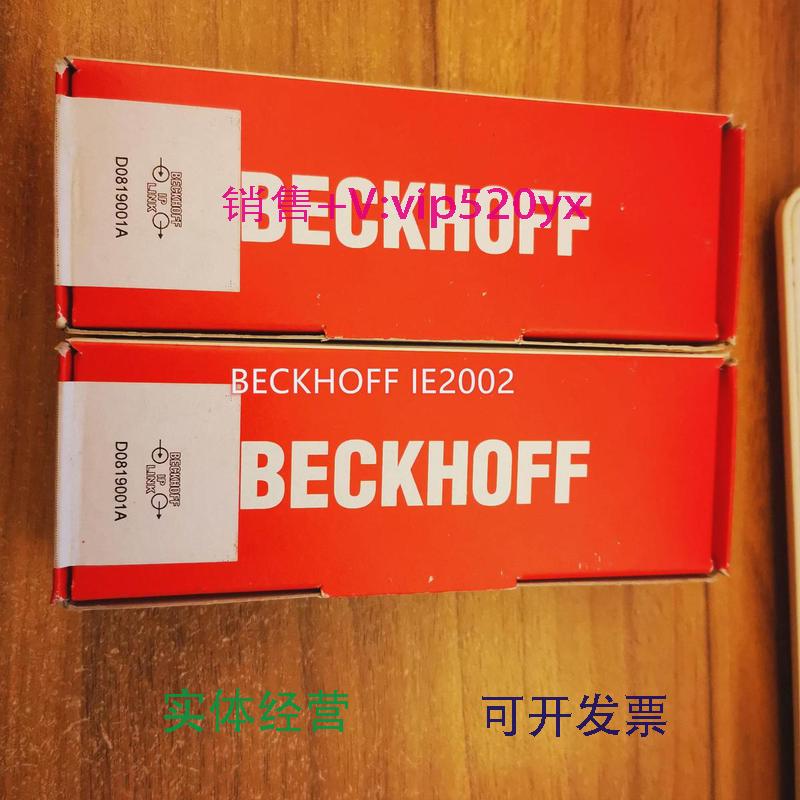 BECKHOFF
IP
LINK
D0819001A
BECKHOFF
销售+V:vip520yx
BECKHOFF IE2002
BECKHOFF
IP
LINK
D0819001A
BECKHOFF
实体经营
可开发票